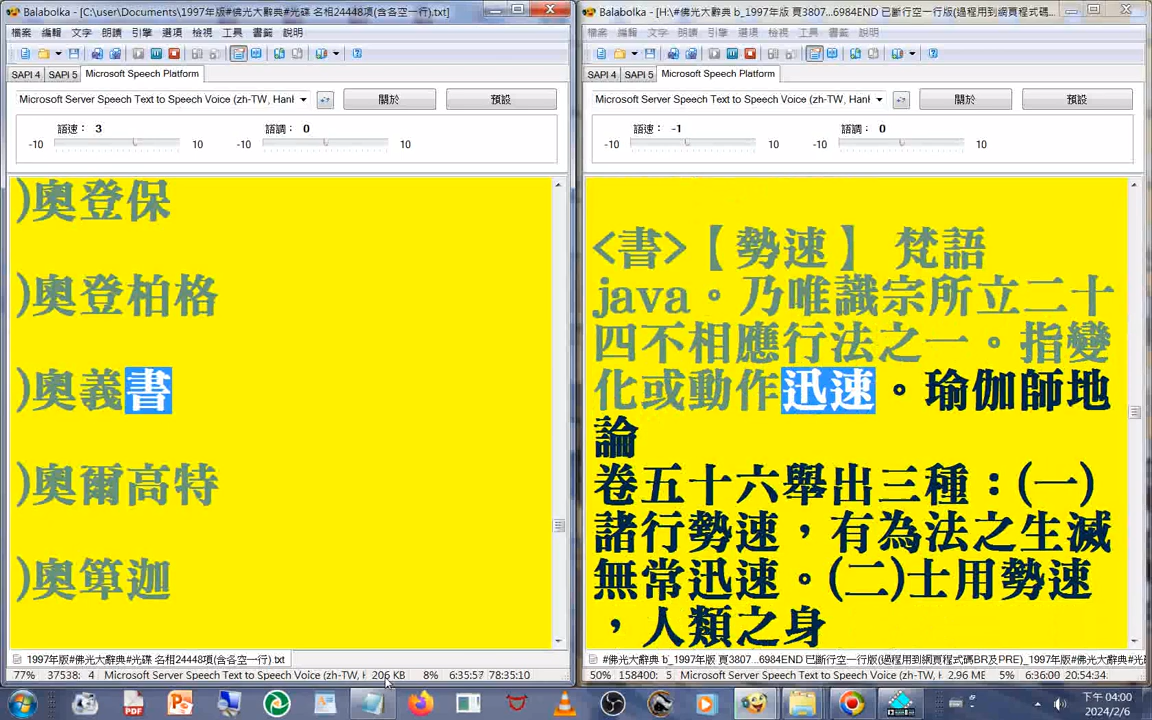 Balabolka - [C:\user\Documents\1997年版#佛光大辭典#光碟 名相24448項(含各空一行).txt]
檔案 編輯 文字 朗讀 引擎 選項 檢視 工具 書籤 說明
SAPI 4 SAPI 5 Microsoft Speech Platform
Microsoft Server Speech Text to Speech Voice (zh-TW, Han
關於 預設
語速： 3 語調： 0
-10 10 -10 10
)奧登保
)奧登柏格
)奧義書
)奧爾高特
)奧箄迦
1997年版#佛光大辭典#光碟 名相24448項(含各空一行).txt
77% 37538: 4 Microsoft Server Speech Text to Speech Voice (zh-TW, 206 KB 8% 6:35:57 78:35:10
Balabolka - [H:\#佛光大辭典 b_1997年版 頁3807...6984END 已斷行空一行版(過程用到網頁程式碼
檔案 編輯 文字 朗讀 引擎 選項 檢視 工具 書籤 說明
SAPI 4 SAPI 5 Microsoft Speech Platform
Microsoft Server Speech Text to Speech Voice (zh-TW, Han
關於 預設
語速： -1 語調： 0
-10 10 -10 10
<書>【勢速】 梵語
java。乃唯識宗所立二十
四不相應行法之一。指變
化或動作迅速。瑜伽師地
論
卷五十六舉出三種：(一)
諸行勢速，有為法之生滅
無常迅速。(二)士用勢速
，人類之身
#佛光大辭典 b_1997年版 頁3807...6984END 已斷行空一行版(過程用到網頁程式碼BR及PRE)_1997年版#光
50% 158400: 5 Microsoft Server Speech Text to Speech Voice (zh-TW, 2.96 ME 5% 6:36:00 20:54:34
PDF
下午 04:00
2024/2/6